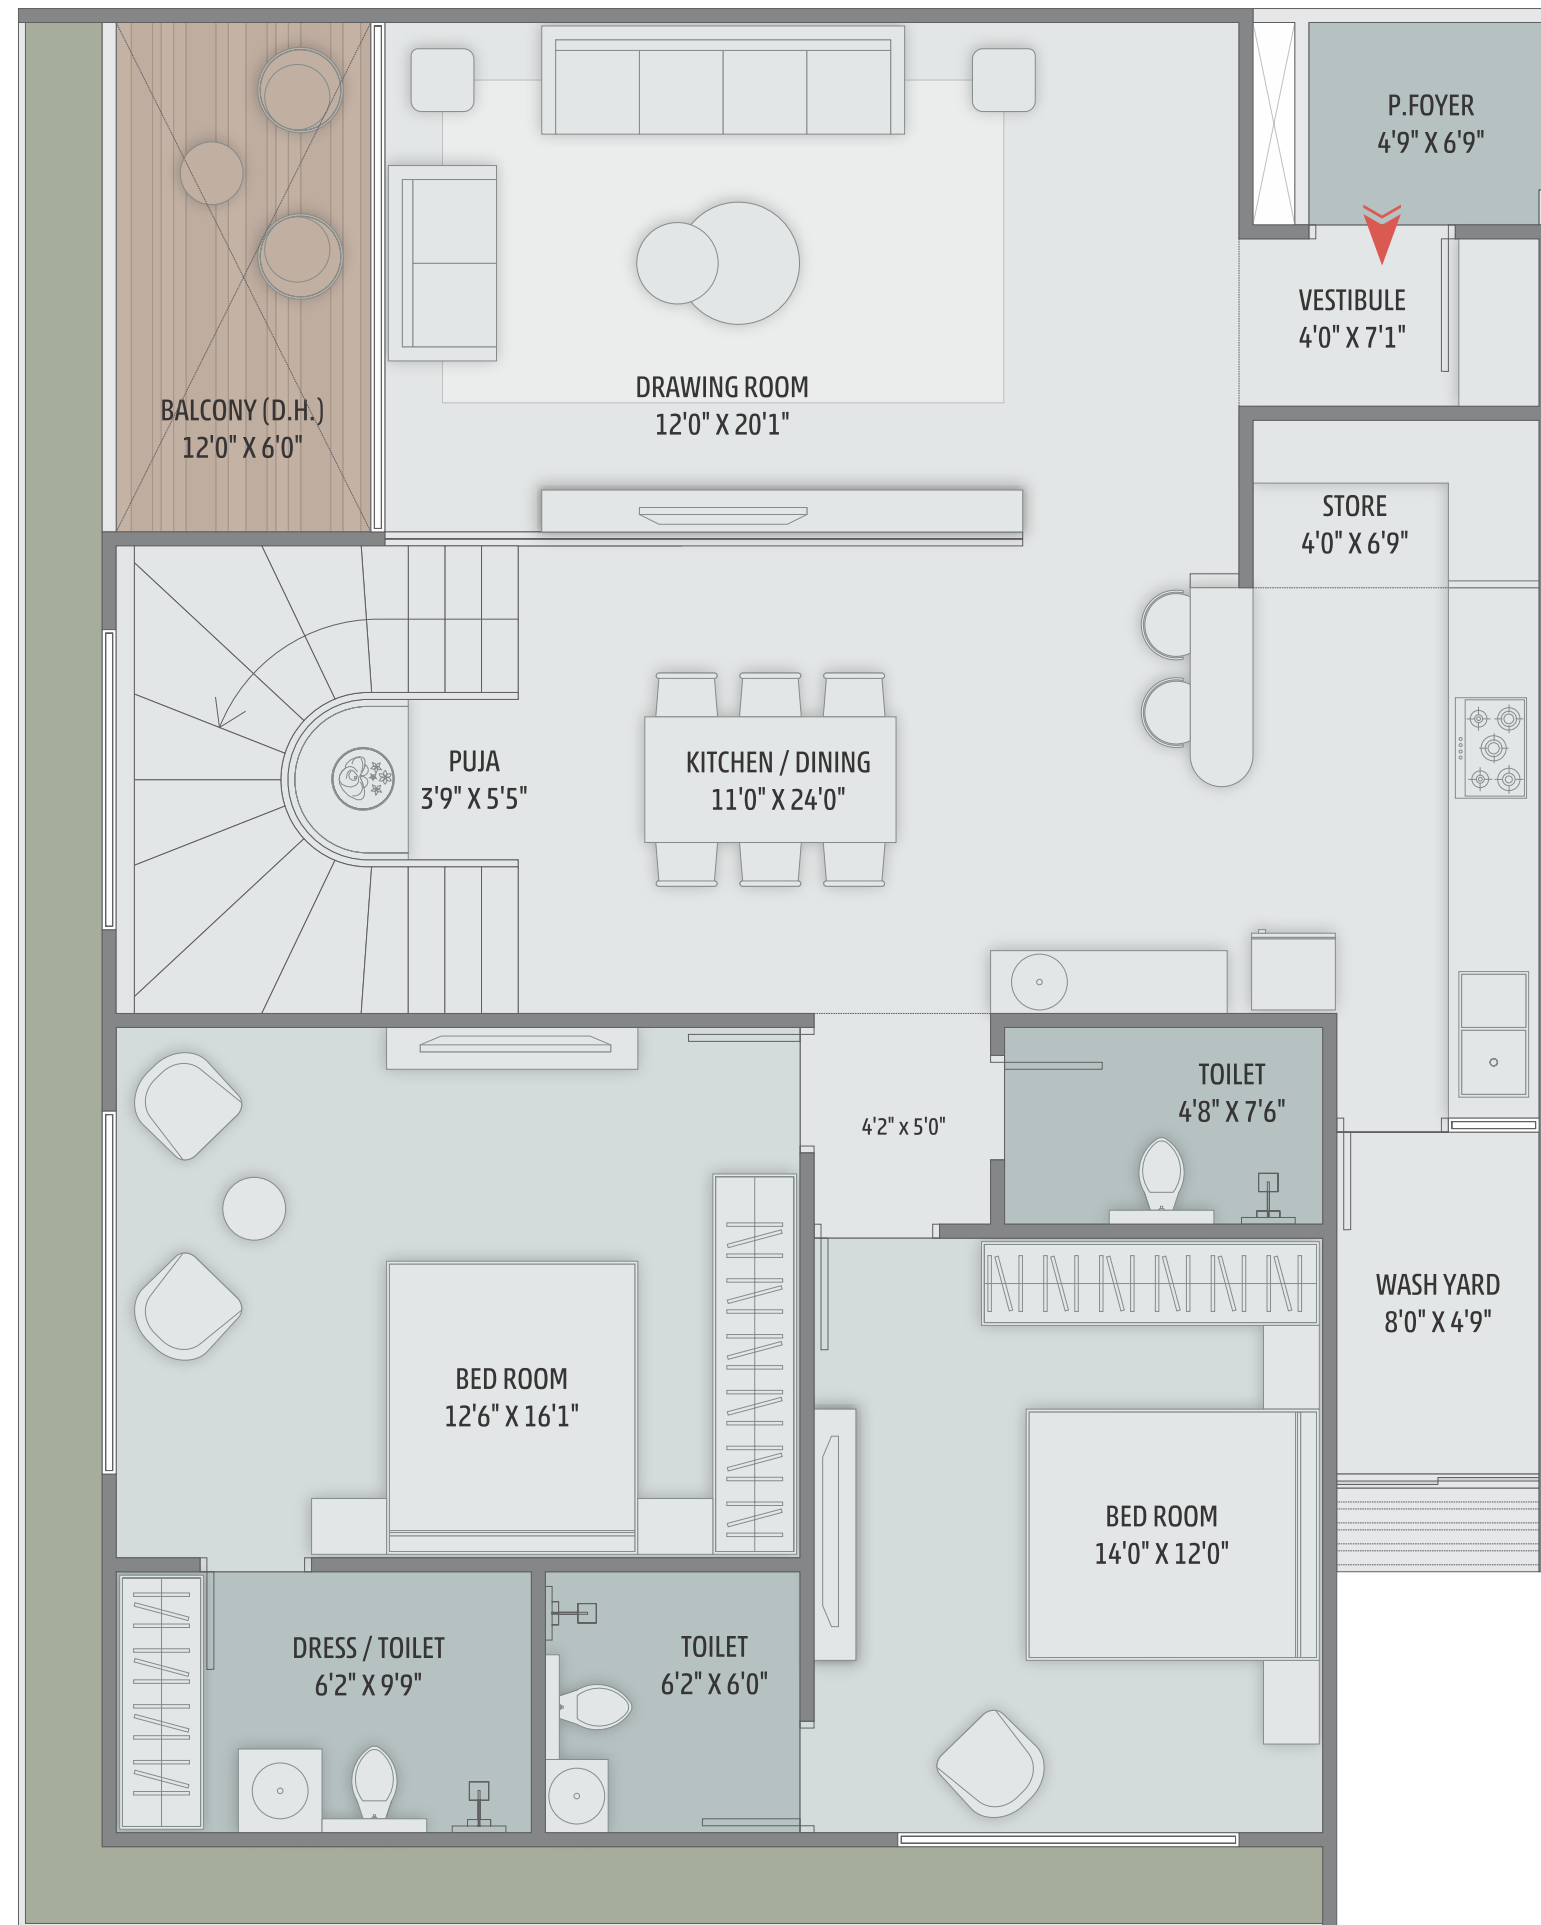 P.FOYER
4'9" X 6'9"
VESTIBULE
4'0" X 7'1"
DRAWING ROOM
12'0" X 20'1"
BALCONY (D.H.)
12'0" X 6'0"
STORE
4'0" X 6'9"
PUJA
3'9" X 5'5"
KITCHEN / DINING
11'0" X 24'0"
TOILET
4'8" X 7'6"
4'2" x 5'0"
WASH YARD
8'0" X 4'9"
BED ROOM
12'6" X 16'1"
BED ROOM
14'0" X 12'0"
DRESS / TOILET
6'2" X 9'9"
TOILET
6'2" X 6'0"